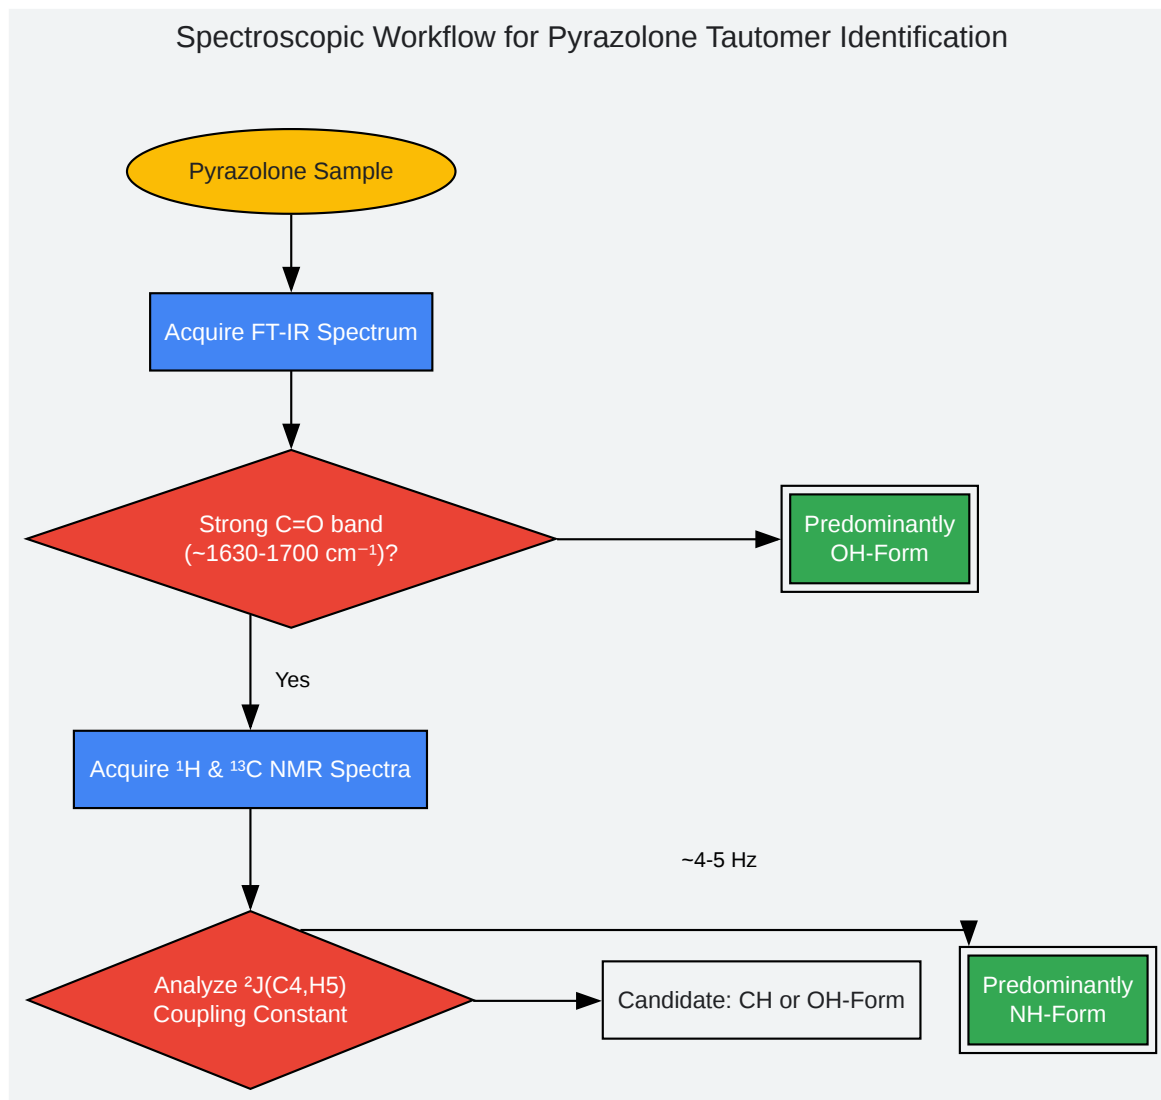 Spectroscopic Workflow for Pyrazolone Tautomer Identification
Pyrazolone Sample
Acquire FT-IR Spectrum
Strong C=O band
(~1630-1700 cm⁻¹)?
Predominantly
OH-Form
Yes
Acquire ¹H & ¹³C NMR Spectra
~4-5 Hz
Analyze ²J(C4,H5)
Coupling Constant
Candidate: CH or OH-Form
Predominantly
NH-Form